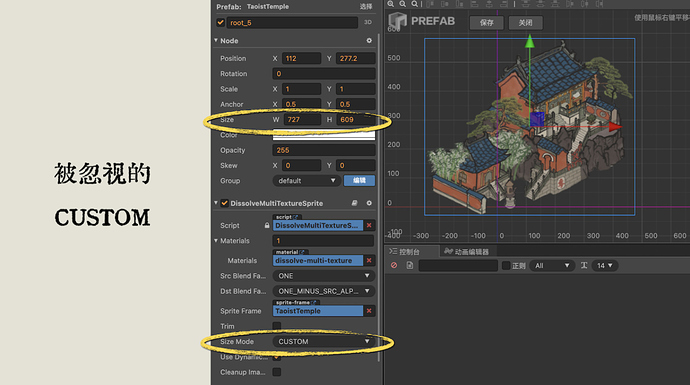 被忽视的
CUSTOM
Prefab: TaoistTemple 选择
root_5 3D
Node
Position X 112 Y 277.2
Rotation 0
Scale X 1 Y 1
Anchor X 0.5 Y 0.5
Size W 727 H 609
Color
Opacity 255
Skew X 0 Y 0
Group default 编辑
DissolveMultiTextureSprite
script
Script DissolveMultiTextureS...
Materials 1
material
Materials dissolve-multi-texture
Src Blend Fa... ONE
Dst Blend Fa... ONE_MINUS_SRC_ALP...
sprite-frame
Sprite Frame TaoistTemple
Trim
Size Mode CUSTOM
Use Dynamic...
Cleanup Ima...
PREFAB 保存 关闭 使用鼠标右键平移
600
500
400
300
200
100
0
-100
-400 -300 -200 -100 0 100 200 300 400 500 600
控制台 动画编辑器
正则 All 14